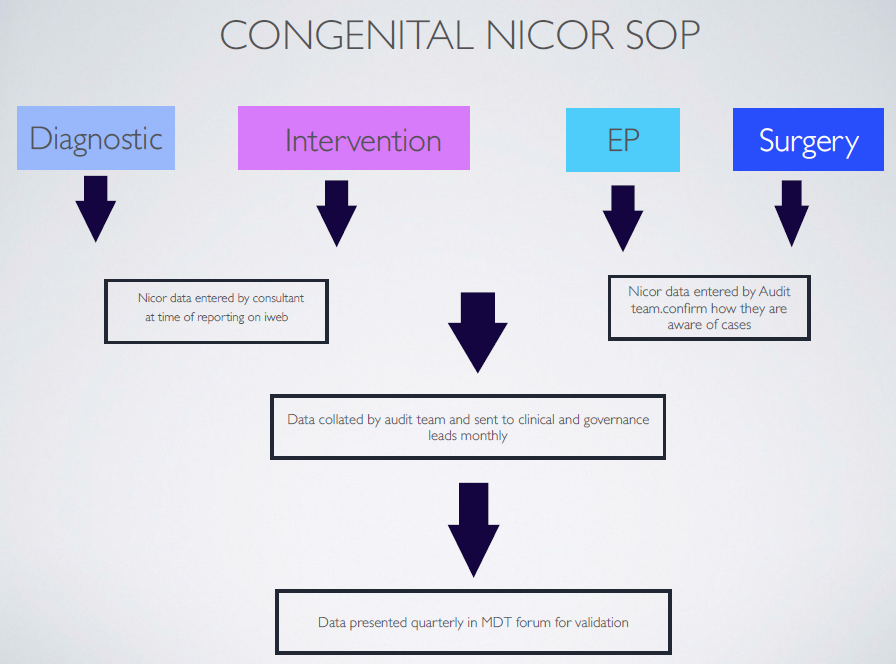 CONGENITAL NICOR SOP
Diagnostic
Intervention
EP
Surgery
Nicor data entered by consultant
at time of reporting on iweb
Nicor data entered by Audit
team.confirm how they are
aware of cases
Data collated by audit team and sent to clinical and governance
leads monthly
Data presented quarterly in MDT forum for validation